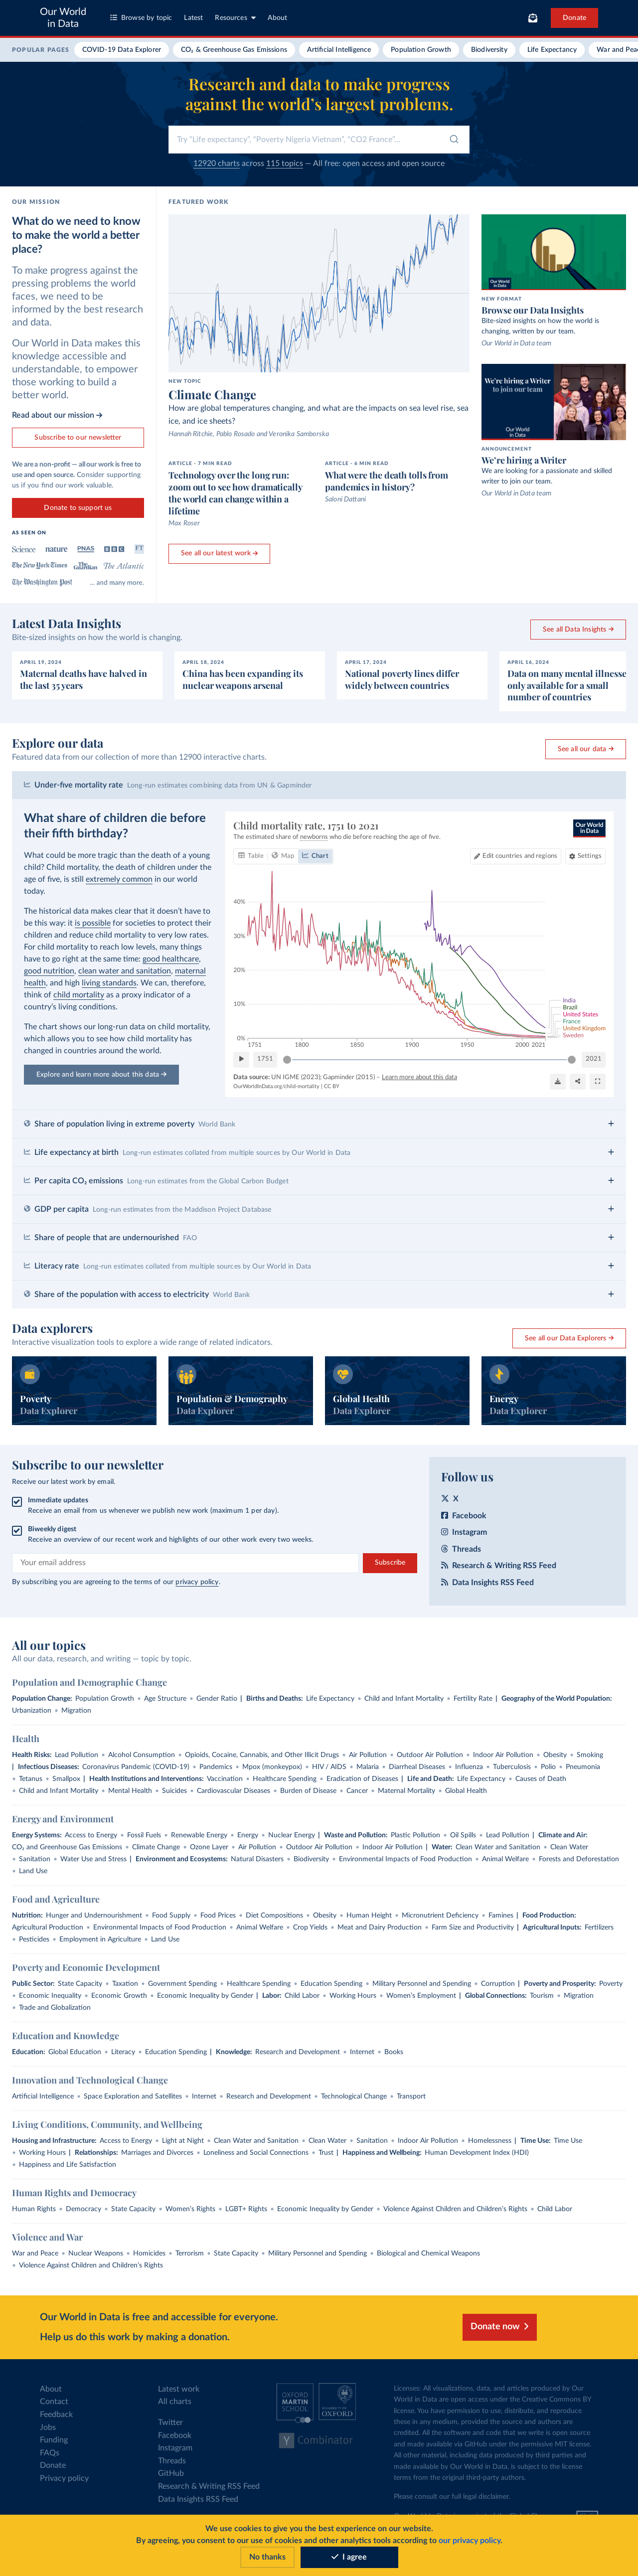 Our World
in Data
Browse by topic
Latest
Resources
About
Donate
POPULAR PAGES
COVID-19 Data Explorer
CO₂ & Greenhouse Gas Emissions
Artificial Intelligence
Population Growth
Biodiversity
Life Expectancy
War and Peac
Research and data to make progress
against the world's largest problems.
Try "Life expectancy", "Poverty Nigeria Vietnam", "CO2 France"...
12920 charts across 115 topics — All free: open access and open source
OUR MISSION
What do we need to know
to make the world a better
place?
To make progress against the
pressing problems the world
faces, we need to be
informed by the best research
and data.
Our World in Data makes this
knowledge accessible and
understandable, to empower
those working to build a
better world.
Read about our mission →
Subscribe to our newsletter
We are a non-profit — all our work is free to
use and open source. Consider supporting
us if you find our work valuable.
Donate to support us
AS SEEN ON
Science
nature
PNAS
BBC
FT
The New York Times
The Guardian
The Atlantic
The Washington Post
... and many more.
FEATURED WORK
NEW TOPIC
Climate Change
How are global temperatures changing, and what are the impacts on sea level rise, sea
ice, and ice sheets?
Hannah Ritchie, Pablo Rosado and Veronika Samborska
ARTICLE - 7 MIN READ
Technology over the long run:
zoom out to see how dramatically
the world can change within a
lifetime
Max Roser
ARTICLE - 6 MIN READ
What were the death tolls from
pandemics in history?
Saloni Dattani
See all our latest work →
Our World
in Data
NEW FORMAT
Browse our Data Insights
Bite-sized insights on how the world is
changing, written by our team.
Our World in Data team
We're hiring a Writer
to join our team.
Our World
in Data
ANNOUNCEMENT
We're hiring a Writer
We are looking for a passionate and skilled
writer to join our team.
Our World in Data team
Latest Data Insights
Bite-sized insights on how the world is changing.
See all Data Insights →
APRIL 19, 2024
Maternal deaths have halved in
the last 35 years
APRIL 18, 2024
China has been expanding its
nuclear weapons arsenal
APRIL 17, 2024
National poverty lines differ
widely between countries
APRIL 16, 2024
Data on many mental illnesse
only available for a small
number of countries
Explore our data
Featured data from our collection of more than 12900 interactive charts.
See all our data →
Under-five mortality rate Long-run estimates combining data from UN & Gapminder
What share of children die before
their fifth birthday?
What could be more tragic than the death of a young
child? Child mortality, the death of children under the
age of five, is still extremely common in our world
today.
The historical data makes clear that it doesn't have to
be this way: it is possible for societies to protect their
children and reduce child mortality to very low rates.
For child mortality to reach low levels, many things
have to go right at the same time: good healthcare,
good nutrition, clean water and sanitation, maternal
health, and high living standards. We can, therefore,
think of child mortality as a proxy indicator of a
country's living conditions.
The chart shows our long-run data on child mortality,
which allows you to see how child mortality has
changed in countries around the world.
Explore and learn more about this data →
Child mortality rate, 1751 to 2021
The estimated share of newborns who die before reaching the age of five.
Our World
in Data
Table
Map
Chart
Edit countries and regions
Settings
40%
30%
20%
10%
0%
1751
1800
1850
1900
1950
2000
2021
India
Brazil
United States
France
United Kingdom
Sweden
1751
2021
Data source: UN IGME (2023); Gapminder (2015) – Learn more about this data
OurWorldInData.org/child-mortality | CC BY
Share of population living in extreme poverty World Bank
Life expectancy at birth Long-run estimates collated from multiple sources by Our World in Data
Per capita CO₂ emissions Long-run estimates from the Global Carbon Budget
GDP per capita Long-run estimates from the Maddison Project Database
Share of people that are undernourished FAO
Literacy rate Long-run estimates collated from multiple sources by Our World in Data
Share of the population with access to electricity World Bank
Data explorers
Interactive visualization tools to explore a wide range of related indicators.
See all our Data Explorers →
Poverty
Data Explorer
Population & Demography
Data Explorer
Global Health
Data Explorer
Energy
Data Explorer
Subscribe to our newsletter
Receive our latest work by email.
Immediate updates
Receive an email from us whenever we publish new work (maximum 1 per day).
Biweekly digest
Receive an overview of our recent work and highlights of our other work every two weeks.
Your email address
Subscribe
By subscribing you are agreeing to the terms of our privacy policy.
Follow us
X
Facebook
Instagram
Threads
Research & Writing RSS Feed
Data Insights RSS Feed
All our topics
All our data, research, and writing — topic by topic.
Population and Demographic Change
Population Change: Population Growth • Age Structure • Gender Ratio | Births and Deaths: Life Expectancy • Child and Infant Mortality • Fertility Rate | Geography of the World Population:
Urbanization • Migration
Health
Health Risks: Lead Pollution • Alcohol Consumption • Opioids, Cocaine, Cannabis, and Other Illicit Drugs • Air Pollution • Outdoor Air Pollution • Indoor Air Pollution • Obesity • Smoking
| Infectious Diseases: Coronavirus Pandemic (COVID-19) • Pandemics • Mpox (monkeypox) • HIV / AIDS • Malaria • Diarrheal Diseases • Influenza • Tuberculosis • Polio • Pneumonia
• Tetanus • Smallpox | Health Institutions and Interventions: Vaccination • Healthcare Spending • Eradication of Diseases | Life and Death: Life Expectancy • Causes of Death
• Child and Infant Mortality • Mental Health • Suicides • Cardiovascular Diseases • Burden of Disease • Cancer • Maternal Mortality • Global Health
Energy and Environment
Energy Systems: Access to Energy • Fossil Fuels • Renewable Energy • Energy • Nuclear Energy | Waste and Pollution: Plastic Pollution • Oil Spills • Lead Pollution | Climate and Air:
CO₂ and Greenhouse Gas Emissions • Climate Change • Ozone Layer • Air Pollution • Outdoor Air Pollution • Indoor Air Pollution | Water: Clean Water and Sanitation • Clean Water
• Sanitation • Water Use and Stress | Environment and Ecosystems: Natural Disasters • Biodiversity • Environmental Impacts of Food Production • Animal Welfare • Forests and Deforestation
• Land Use
Food and Agriculture
Nutrition: Hunger and Undernourishment • Food Supply • Food Prices • Diet Compositions • Obesity • Human Height • Micronutrient Deficiency • Famines | Food Production:
Agricultural Production • Environmental Impacts of Food Production • Animal Welfare • Crop Yields • Meat and Dairy Production • Farm Size and Productivity | Agricultural Inputs: Fertilizers
• Pesticides • Employment in Agriculture • Land Use
Poverty and Economic Development
Public Sector: State Capacity • Taxation • Government Spending • Healthcare Spending • Education Spending • Military Personnel and Spending • Corruption | Poverty and Prosperity: Poverty
• Economic Inequality • Economic Growth • Economic Inequality by Gender | Labor: Child Labor • Working Hours • Women's Employment | Global Connections: Tourism • Migration
• Trade and Globalization
Education and Knowledge
Education: Global Education • Literacy • Education Spending | Knowledge: Research and Development • Internet • Books
Innovation and Technological Change
Artificial Intelligence • Space Exploration and Satellites • Internet • Research and Development • Technological Change • Transport
Living Conditions, Community, and Wellbeing
Housing and Infrastructure: Access to Energy • Light at Night • Clean Water and Sanitation • Clean Water • Sanitation • Indoor Air Pollution • Homelessness | Time Use: Time Use
• Working Hours | Relationships: Marriages and Divorces • Loneliness and Social Connections • Trust | Happiness and Wellbeing: Human Development Index (HDI)
• Happiness and Life Satisfaction
Human Rights and Democracy
Human Rights • Democracy • State Capacity • Women's Rights • LGBT+ Rights • Economic Inequality by Gender • Violence Against Children and Children's Rights • Child Labor
Violence and War
War and Peace • Nuclear Weapons • Homicides • Terrorism • State Capacity • Military Personnel and Spending • Biological and Chemical Weapons
• Violence Against Children and Children's Rights
Our World in Data is free and accessible for everyone.
Help us do this work by making a donation.
Donate now
About
Contact
Feedback
Jobs
Funding
FAQs
Donate
Privacy policy
Latest work
All charts
Twitter
Facebook
Instagram
Threads
GitHub
Research & Writing RSS Feed
Data Insights RSS Feed
OXFORD
MARTIN
SCHOOL
UNIVERSITY OF
OXFORD
Y Combinator
Licenses: All visualizations, data, and articles produced by Our
World in Data are open access under the Creative Commons BY
license. You have permission to use, distribute, and reproduce
these in any medium, provided the source and authors are
credited. All the software and code that we write is open source
and made available via GitHub under the permissive MIT license.
All other material, including data produced by third parties and
made available by Our World in Data, is subject to the license
terms from the original third-party authors.
Please consult our full legal disclaimer.
We use cookies to give you the best experience on our website.
By agreeing, you consent to our use of cookies and other analytics tools according to our privacy policy.
No thanks
I agree